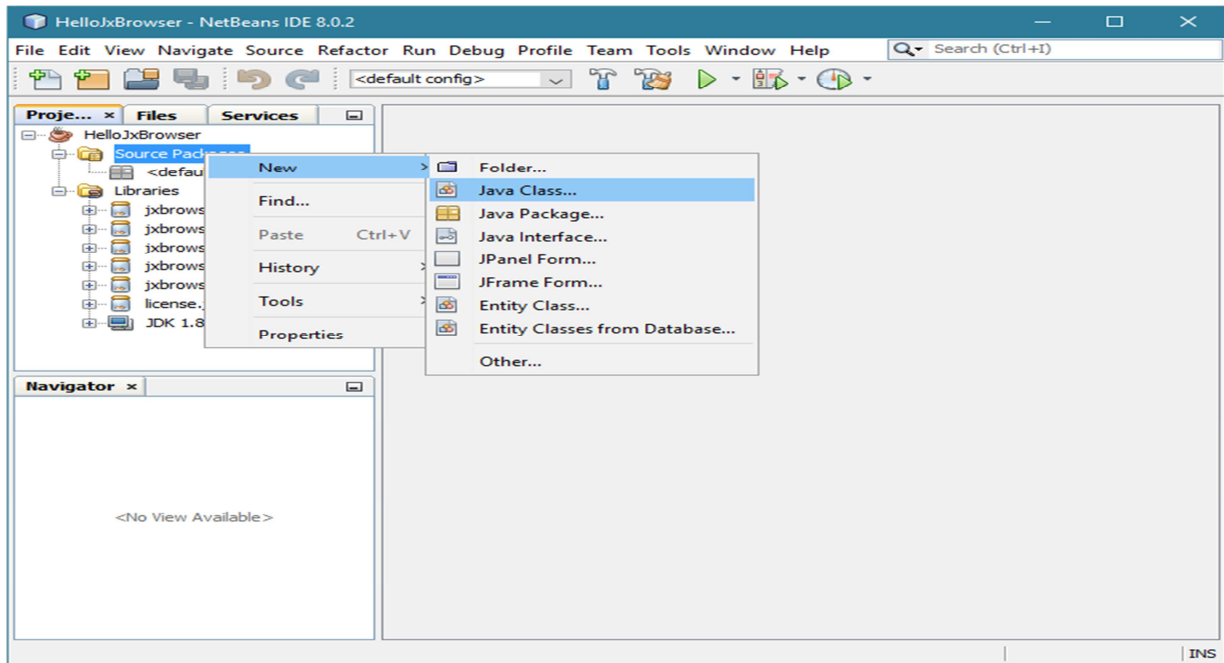 HelloJxBrowser - NetBeans IDE 8.0.2
File Edit View Navigate Source Refactor Run Debug Profile Team Tools Window Help
Search (Ctrl+I)
<default config>
Proje... × Files Services
HelloJxBrowser
Source Packages
<defau
Libraries
jxbrows
jxbrows
jxbrows
jxbrows
jxbrows
license.
JDK 1.8
New
Find...
Paste Ctrl+V
History
Tools
Properties
Folder...
Java Class...
Java Package...
Java Interface...
JPanel Form...
JFrame Form...
Entity Class...
Entity Classes from Database...
Other...
Navigator ×
<No View Available>
INS